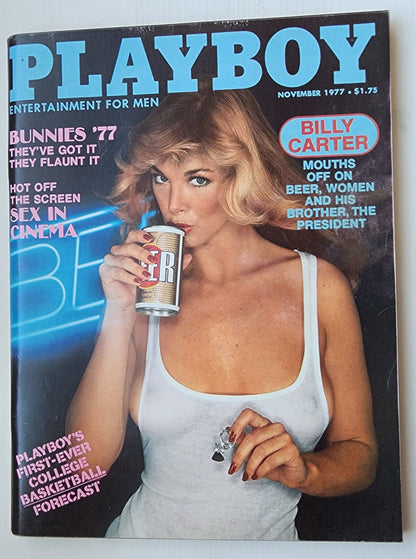 PLAYBOY
ENTERTAINMENT FOR MEN
NOVEMBER 1977 • $1.75
BUNNIES '77
THEY'VE GOT IT
THEY FLAUNT IT
HOT OFF
THE SCREEN
SEX IN
CINEMA
BILLY
CARTER
MOUTHS
OFF ON
BEER, WOMEN
AND HIS
BROTHER, THE
PRESIDENT
BE
ER
PLAYBOY'S
FIRST-EVER
COLLEGE
BASKETBALL
FORECAST